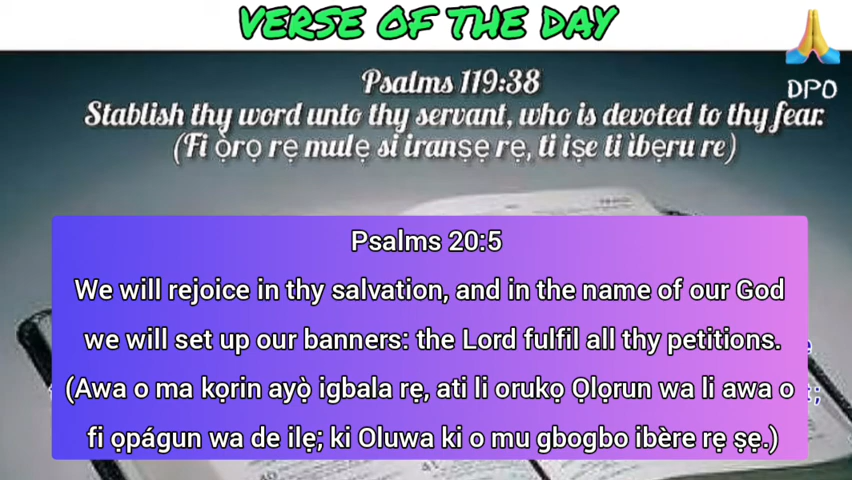 VERSE OF THE DAY
DPO
Psalms 119:38
Stablish thy word unto thy servant, who is devoted to thy fear.
(Fi ọ̀rọ rẹ mulẹ si iranṣẹ rẹ, ti iṣe ti ìbẹru re)
Psalms 20:5
We will rejoice in thy salvation, and in the name of our God
we will set up our banners: the Lord fulfil all thy petitions.
(Awa o ma kọrin ayọ̀ igbala rẹ, ati li orukọ Ọlọrun wa li awa o
fi ọpágun wa de ilẹ; ki Oluwa ki o mu gbogbo ibère rẹ ṣẹ.)